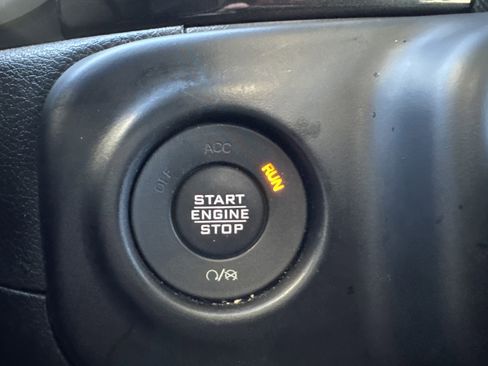 OFF
ACC
RUN
START
ENGINE
STOP